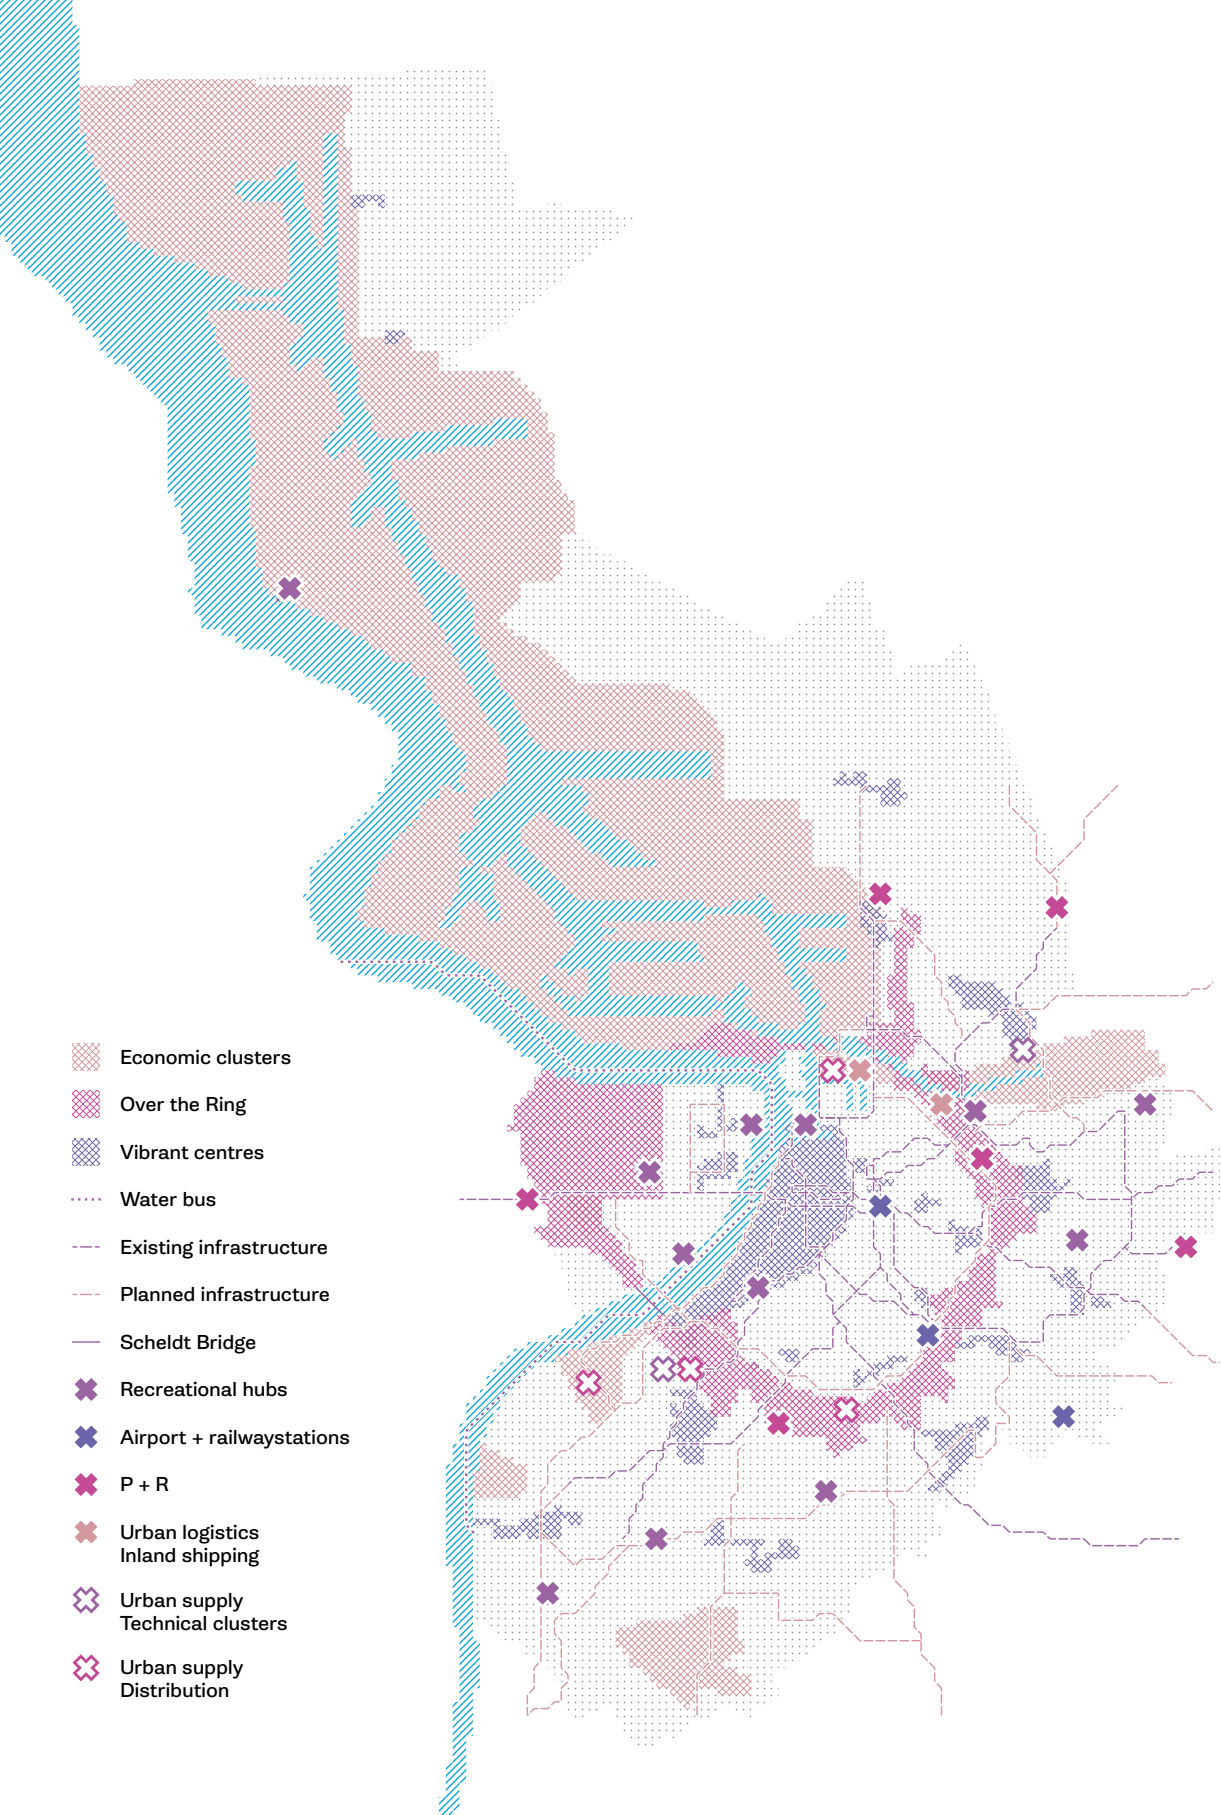 Economic clusters
Over the Ring
Vibrant centres
Water bus
Existing infrastructure
Planned infrastructure
Scheldt Bridge
Recreational hubs
Airport + railwaystations
P + R
Urban logistics
Inland shipping
Urban supply
Technical clusters
Urban supply
Distribution